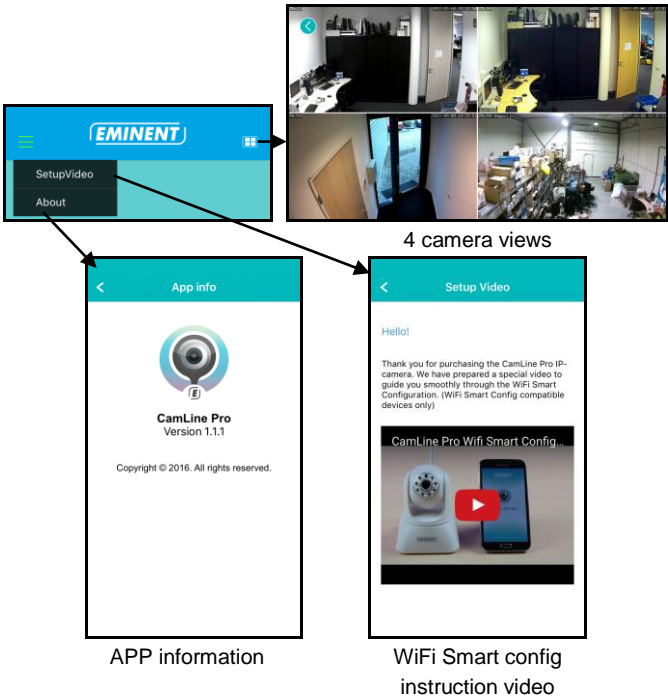 EMINENT
SetupVideo
About
4 camera views
App info
E
CamLine Pro
Version 1.1.1
Copyright © 2016. All rights reserved.
APP information
Setup Video
Hello!
Thank you for purchasing the CamLine Pro IP-
camera. We have prepared a special video to
guide you smoothly through the WiFi Smart
Configuration. (WiFi Smart Config compatible
devices only)
CamLine Pro Wifi Smart Config...
WiFi Smart config
instruction video